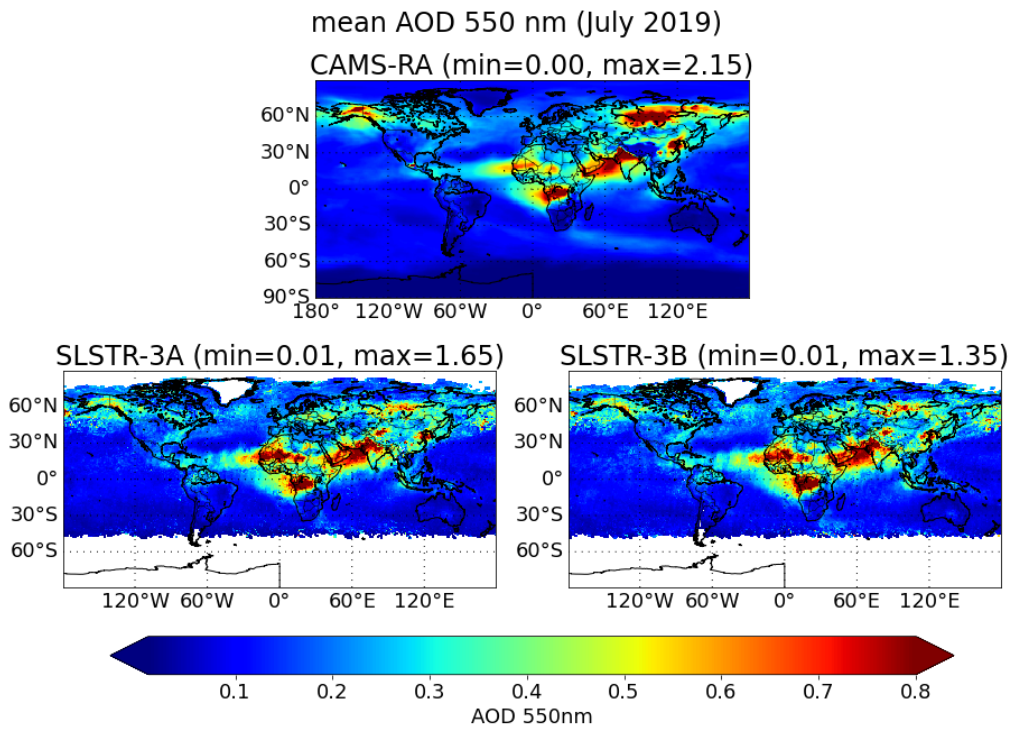 mean AOD 550 nm (July 2019)
CAMS-RA (min=0.00, max=2.15)
60°N
30°N
0°
30°S
60°S
90°S
180° 120°W 60°W 0° 60°E 120°E
SLSTR-3A (min=0.01, max=1.65)
60°N
30°N
0°
30°S
60°S
120°W 60°W 0° 60°E 120°E
SLSTR-3B (min=0.01, max=1.35)
60°N
30°N
0°
30°S
60°S
120°W 60°W 0° 60°E 120°E
0.1 0.2 0.3 0.4 0.5 0.6 0.7 0.8
AOD 550nm